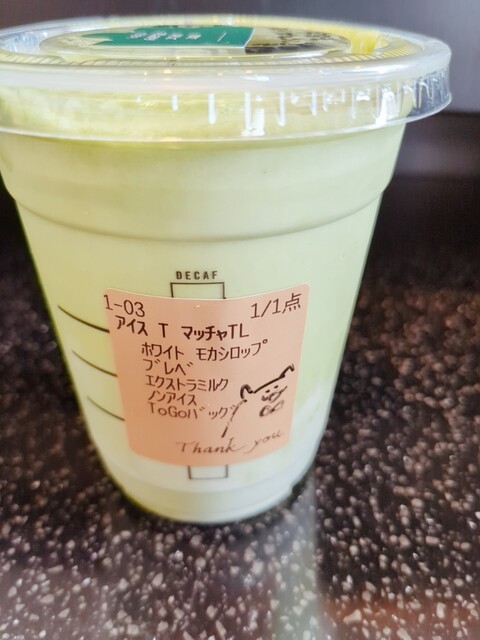 DECAF
1-03 1/1点
アイス T マッチャTL
ホワイト モカシロップ
ブレベ
エクストラミルク
ノンアイス
ToGoバッグ
Thank you